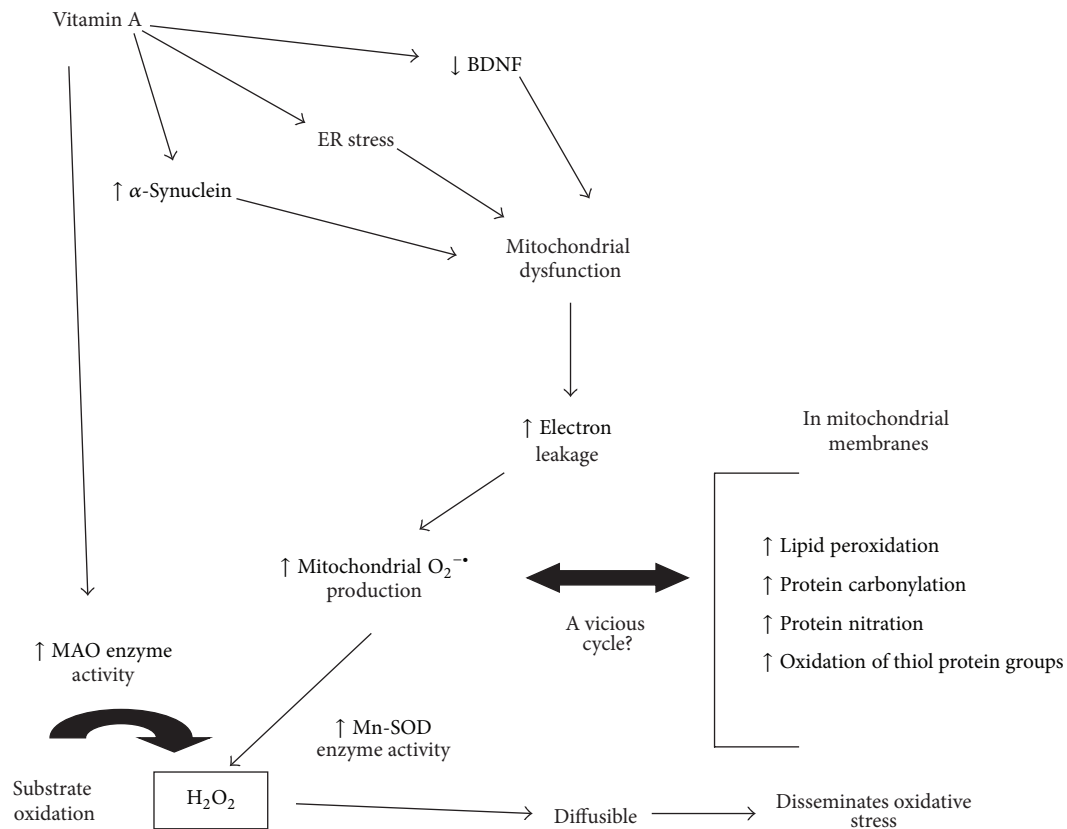 Vitamin A
↓ BDNF
ER stress
↑ α-Synuclein
Mitochondrial
dysfunction
↑ Electron
leakage
In mitochondrial
membranes
↑ Mitochondrial O₂⁻•
production
A vicious
cycle?
↑ Lipid peroxidation
↑ Protein carbonylation
↑ Protein nitration
↑ Oxidation of thiol protein groups
↑ MAO enzyme
activity
↑ Mn-SOD
enzyme activity
Substrate
oxidation
H₂O₂
Diffusible
Disseminates oxidative
stress